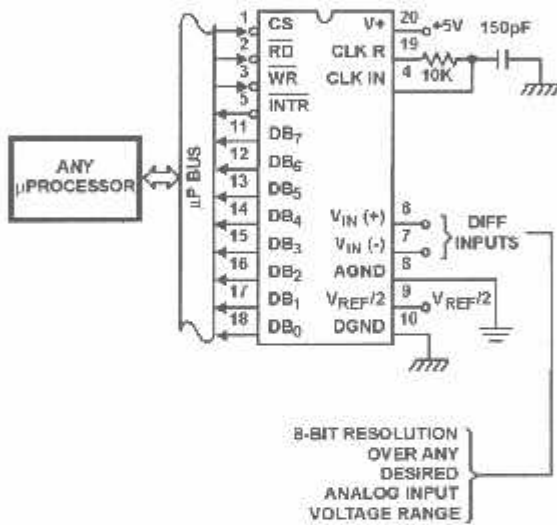 1 CS V+ 20 +5V 150pF
2 RD CLK R 19
3 WR CLK IN 4 10K
5 INTR
11 DB7
12 DB6
13 DB5
14 DB4 VIN (+) 6 DIFF
15 DB3 VIN (-) 7 INPUTS
16 DB2 AGND 8
17 DB1 VREF/2 9 VREF/2
18 DB0 DGND 10
ANY
µPROCESSOR
µP BUS
8-BIT RESOLUTION
OVER ANY
DESIRED
ANALOG INPUT
VOLTAGE RANGE